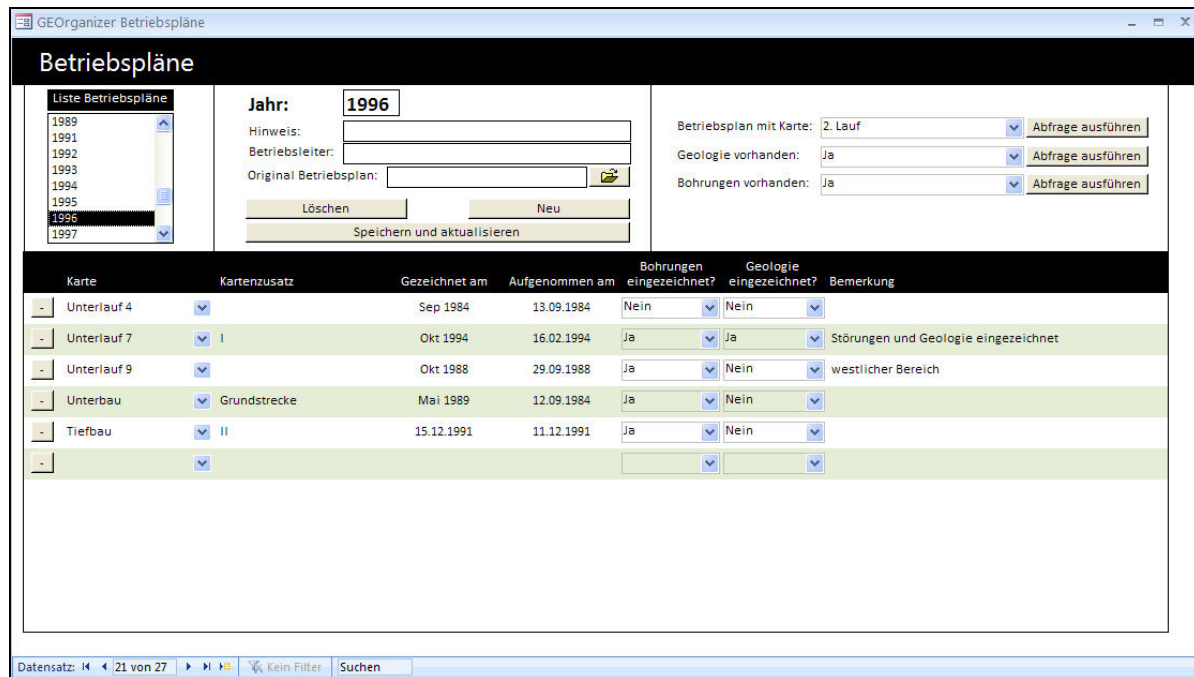 GEOrganizer Betriebspläne
Betriebspläne
Liste Betriebspläne
1989
1991
1992
1993
1994
1995
1996
1997
Jahr: 1996
Hinweis:
Betriebsleiter:
Original Betriebsplan:
Löschen Neu
Speichern und aktualisieren
Betriebsplan mit Karte: 2. Lauf Abfrage ausführen
Geologie vorhanden: Ja Abfrage ausführen
Bohrungen vorhanden: Ja Abfrage ausführen
Karte Kartenzusatz Gezeichnet am Aufgenommen am Bohrungen eingezeichnet? Geologie eingezeichnet? Bemerkung
- Unterlauf 4 Sep 1984 13.09.1984 Nein Nein
- Unterlauf 7 I Okt 1994 16.02.1994 Ja Ja Störungen und Geologie eingezeichnet
- Unterlauf 9 Okt 1988 29.09.1988 Ja Nein westlicher Bereich
- Unterbau Grundstrecke Mai 1989 12.09.1984 Ja Nein
- Tiefbau II 15.12.1991 11.12.1991 Ja Nein
-
Datensatz: 21 von 27 Kein Filter Suchen